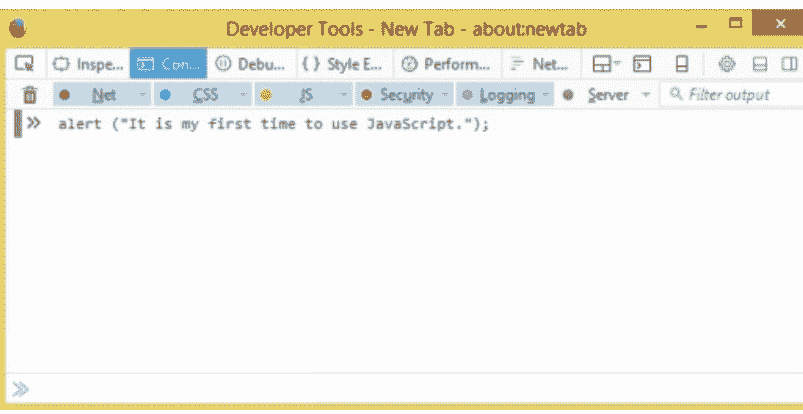 Developer Tools - New Tab - about:newtab
Inspe... Con... Debu... { } Style E... Perform... Net...
Net CSS JS Security Logging Server Filter output
>> alert ("It is my first time to use JavaScript.");
>>